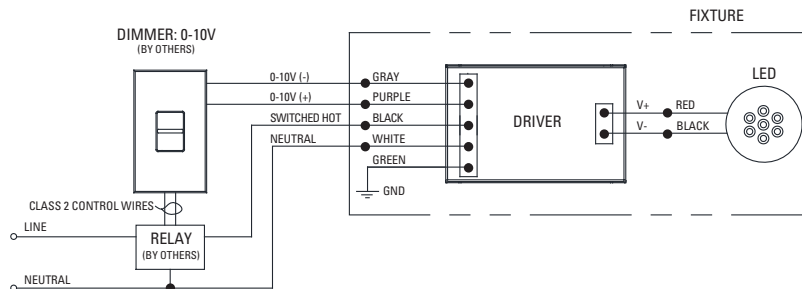 FIXTURE
DIMMER: 0-10V
(BY OTHERS)
0-10V (-)
GRAY
0-10V (+)
PURPLE
SWITCHED HOT
BLACK
NEUTRAL
WHITE
GREEN
GND
DRIVER
V+
RED
V-
BLACK
LED
CLASS 2 CONTROL WIRES
LINE
RELAY
(BY OTHERS)
NEUTRAL